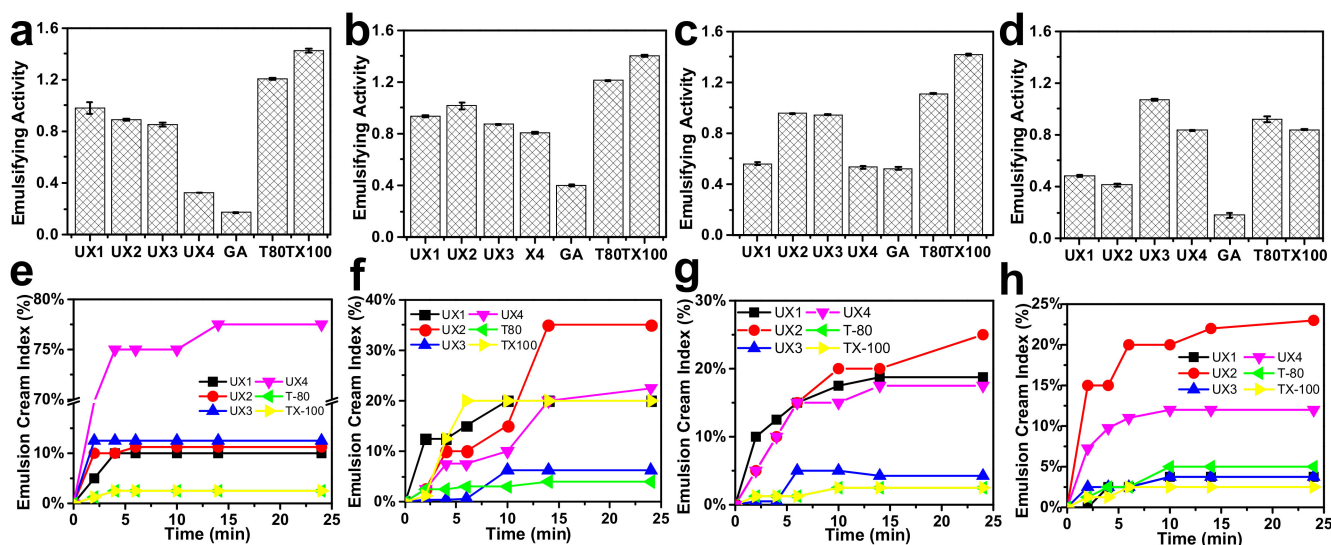 a
1.6
1.2
0.8
0.4
0.0
Emulsifying Activity
UX1 UX2 UX3 UX4 GA T80TX100
b
1.6
1.2
0.8
0.4
0.0
Emulsifying Activity
UX1 UX2 UX3 X4 GA T80TX100
c
1.6
1.2
0.8
0.4
0.0
Emulsifying Activity
UX1 UX2 UX3 UX4 GA T80TX100
d
1.6
1.2
0.8
0.4
0.0
Emulsifying Activity
UX1 UX2 UX3 UX4 GA T80TX100
e
80%
75%
70%
10%
0%
Emulsion Cream Index (%)
UX1 UX4
UX2 T-80
UX3 TX-100
0 5 10 15 20 25
Time (min)
f
40%
30%
20%
10%
0%
Emulsion Cream Index (%)
UX1 UX4
UX2 T80
UX3 TX100
0 5 10 15 20 25
Time (min)
g
30%
20%
10%
0%
Emulsion Cream Index (%)
UX1 UX4
UX2 T-80
UX3 TX-100
0 5 10 15 20 25
Time (min)
h
25%
20%
15%
10%
5%
0%
Emulsion Cream Index (%)
UX1 UX4
UX2 T-80
UX3 TX-100
0 5 10 15 20 25
Time (min)